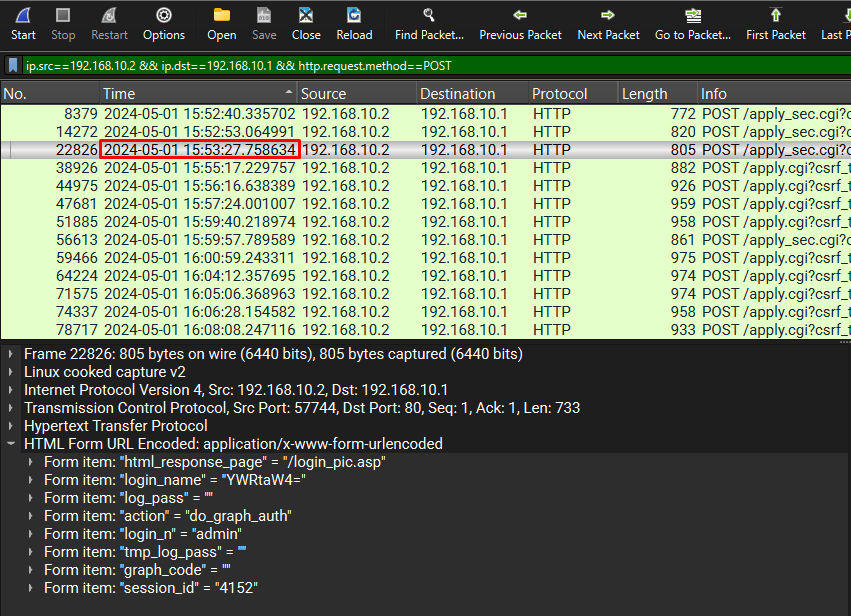 Start Stop Restart Options Open Save Close Reload Find Packet... Previous Packet Next Packet Go to Packet... First Packet Last P
ip.src==192.168.10.2 && ip.dst==192.168.10.1 && http.request.method==POST
No. Time Source Destination Protocol Length Info
8379 2024-05-01 15:52:40.335702 192.168.10.2 192.168.10.1 HTTP 772 POST /apply_sec.cgi?c
14272 2024-05-01 15:52:53.064991 192.168.10.2 192.168.10.1 HTTP 820 POST /apply_sec.cgi?c
22826 2024-05-01 15:53:27.758634 192.168.10.2 192.168.10.1 HTTP 805 POST /apply_sec.cgi?c
38926 2024-05-01 15:55:17.229757 192.168.10.2 192.168.10.1 HTTP 882 POST /apply.cgi?csrf_t
44975 2024-05-01 15:56:16.638389 192.168.10.2 192.168.10.1 HTTP 926 POST /apply.cgi?csrf_t
47681 2024-05-01 15:57:24.001007 192.168.10.2 192.168.10.1 HTTP 959 POST /apply.cgi?csrf_t
51885 2024-05-01 15:59:40.218974 192.168.10.2 192.168.10.1 HTTP 958 POST /apply.cgi?csrf_t
56613 2024-05-01 15:59:57.789589 192.168.10.2 192.168.10.1 HTTP 861 POST /apply_sec.cgi?c
59466 2024-05-01 16:00:59.243311 192.168.10.2 192.168.10.1 HTTP 975 POST /apply.cgi?csrf_t
64224 2024-05-01 16:04:12.357695 192.168.10.2 192.168.10.1 HTTP 974 POST /apply.cgi?csrf_t
71575 2024-05-01 16:05:06.368963 192.168.10.2 192.168.10.1 HTTP 974 POST /apply.cgi?csrf_t
74337 2024-05-01 16:06:28.154582 192.168.10.2 192.168.10.1 HTTP 958 POST /apply.cgi?csrf_t
78717 2024-05-01 16:08:08.247116 192.168.10.2 192.168.10.1 HTTP 933 POST /apply.cgi?csrf_t
Frame 22826: 805 bytes on wire (6440 bits), 805 bytes captured (6440 bits)
Linux cooked capture v2
Internet Protocol Version 4, Src: 192.168.10.2, Dst: 192.168.10.1
Transmission Control Protocol, Src Port: 57744, Dst Port: 80, Seq: 1, Ack: 1, Len: 733
Hypertext Transfer Protocol
HTML Form URL Encoded: application/x-www-form-urlencoded
Form item: "html_response_page" = "/login_pic.asp"
Form item: "login_name" = "YWRtaW4="
Form item: "log_pass" = ""
Form item: "action" = "do_graph_auth"
Form item: "login_n" = "admin"
Form item: "tmp_log_pass" = ""
Form item: "graph_code" = ""
Form item: "session_id" = "4152"